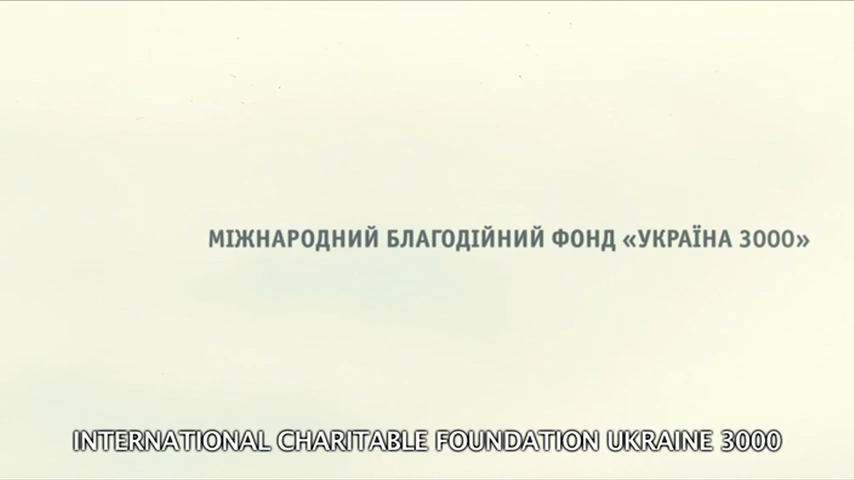 МІЖНАРОДНИЙ БЛАГОДІЙНИЙ ФОНД «УКРАЇНА 3000»
INTERNATIONAL CHARITABLE FOUNDATION UKRAINE 3000